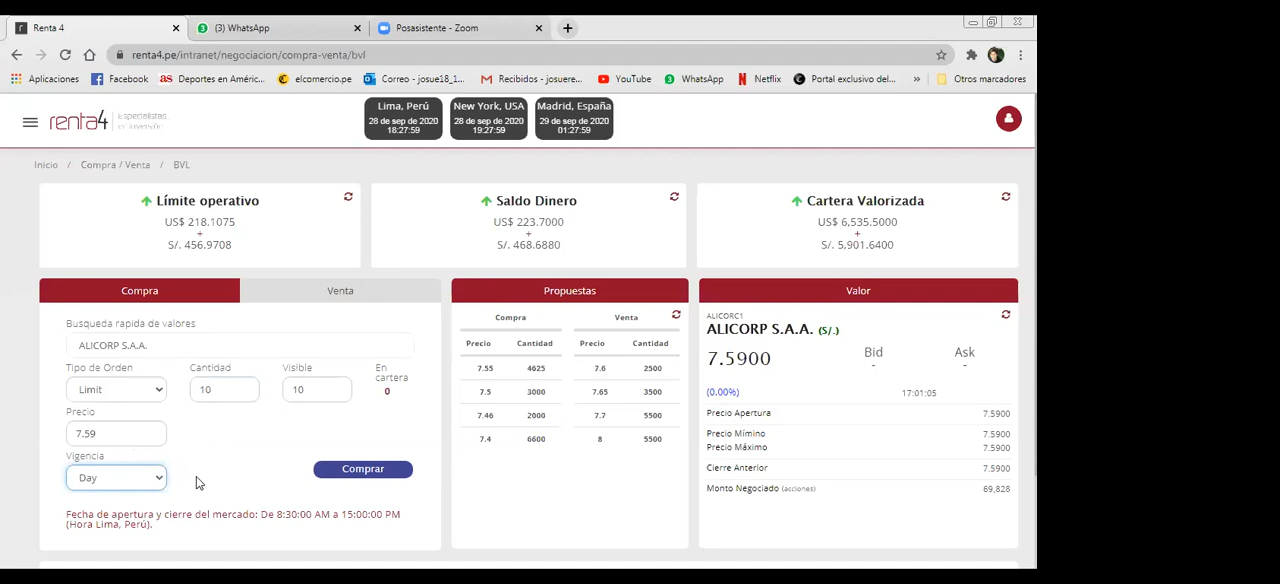 Renta 4
(3) WhatsApp
Posasistente - Zoom
renta4.pe/intranet/negociacion/compra-venta/bvl
Aplicaciones
Facebook
as Deportes en Améric...
elcomercio.pe
Correo - josue18_1...
Recibidos - josuere...
YouTube
WhatsApp
Netflix
Portal exclusivo del...
»
Otros marcadores
renta4 Especialistas en inversión
Lima, Perú
28 de sep de 2020
18:27:59
New York, USA
28 de sep de 2020
19:27:59
Madrid, España
29 de sep de 2020
01:27:59
Inicio / Compra / Venta / BVL
Límite operativo
US$ 218.1075
+
S/. 456.9708
Saldo Dinero
US$ 223.7000
+
S/. 468.6880
Cartera Valorizada
US$ 6,535.5000
+
S/. 5,901.6400
Compra
Venta
Busqueda rapida de valores
ALICORP S.A.A.
Tipo de Orden
Cantidad
Visible
En cartera
Limit
10
10
0
Precio
7.59
Vigencia
Day
Comprar
Fecha de apertura y cierre del mercado: De 8:30:00 AM a 15:00:00 PM
(Hora Lima, Perú).
Propuestas
Compra
Venta
Precio Cantidad Precio Cantidad
7.55 4625 7.6 2500
7.5 3000 7.65 3500
7.46 2000 7.7 5500
7.4 6600 8 5500
Valor
ALICORC1
ALICORP S.A.A. (S/.)
7.5900
Bid
-
Ask
-
(0.00%)
17:01:05
Precio Apertura 7.5900
Precio Mímino 7.5900
Precio Máximo 7.5900
Cierre Anterior 7.5900
Monto Negociado (acciones) 69,828